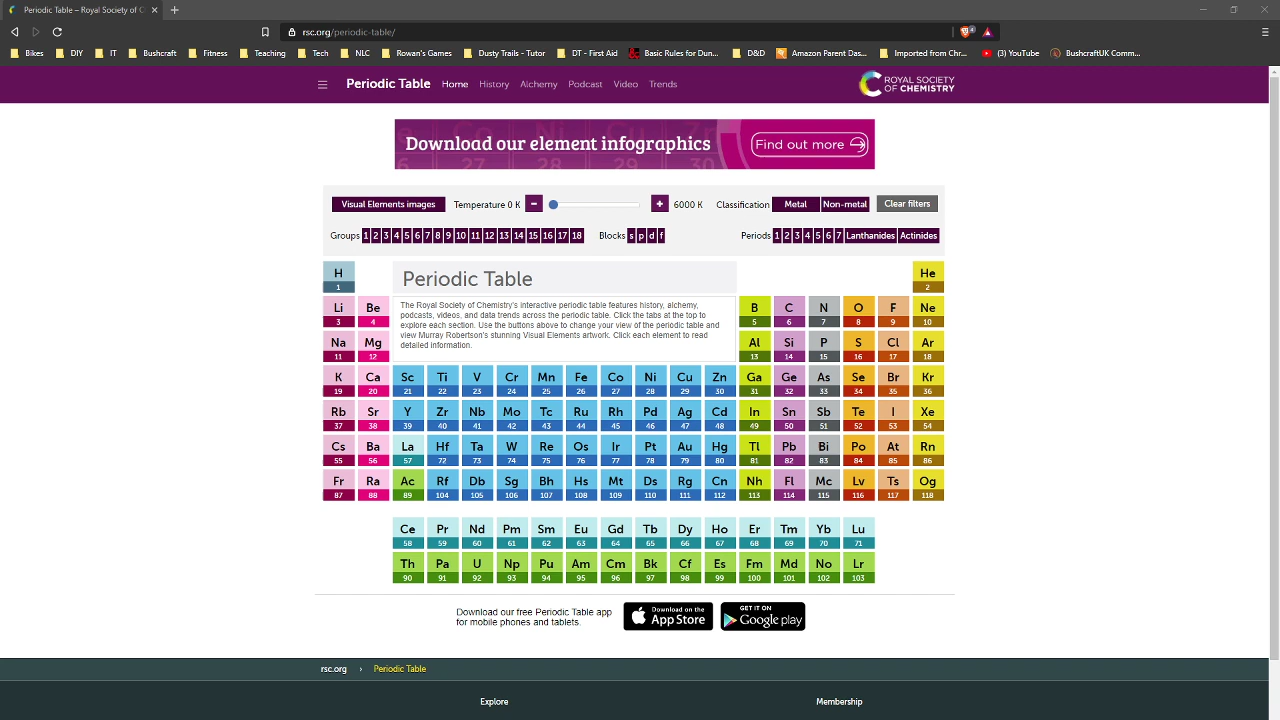 Periodic Table – Royal Society of C
rsc.org/periodic-table/
4
Bikes DIY IT Bushcraft Fitness Teaching Tech NLC Rowan's Games Dusty Trails - Tutor DT - First Aid Basic Rules for Dun... D&D Amazon Parent Das... Imported from Chr... (3) YouTube BushcraftUK Comm...
Periodic Table Home History Alchemy Podcast Video Trends
ROYAL SOCIETY
OF CHEMISTRY
Download our element infographics
Find out more
Visual Elements images Temperature 0 K - + 6000 K Classification Metal Non-metal Clear filters
Groups 1 2 3 4 5 6 7 8 9 10 11 12 13 14 15 16 17 18 Blocks s p d f Periods 1 2 3 4 5 6 7 Lanthanides Actinides
H Periodic Table He
1 2
Li Be B C N O F Ne
3 4 5 6 7 8 9 10
The Royal Society of Chemistry's interactive periodic table features history, alchemy,
podcasts, videos, and data trends across the periodic table. Click the tabs at the top to
explore each section. Use the buttons above to change your view of the periodic table and
view Murray Robertson's stunning Visual Elements artwork. Click each element to read
detailed information.
Na Mg Al Si P S Cl Ar
11 12 13 14 15 16 17 18
K Ca Sc Ti V Cr Mn Fe Co Ni Cu Zn Ga Ge As Se Br Kr
19 20 21 22 23 24 25 26 27 28 29 30 31 32 33 34 35 36
Rb Sr Y Zr Nb Mo Tc Ru Rh Pd Ag Cd In Sn Sb Te I Xe
37 38 39 40 41 42 43 44 45 46 47 48 49 50 51 52 53 54
Cs Ba La Hf Ta W Re Os Ir Pt Au Hg Tl Pb Bi Po At Rn
55 56 57 72 73 74 75 76 77 78 79 80 81 82 83 84 85 86
Fr Ra Ac Rf Db Sg Bh Hs Mt Ds Rg Cn Nh Fl Mc Lv Ts Og
87 88 89 104 105 106 107 108 109 110 111 112 113 114 115 116 117 118
Ce Pr Nd Pm Sm Eu Gd Tb Dy Ho Er Tm Yb Lu
58 59 60 61 62 63 64 65 66 67 68 69 70 71
Th Pa U Np Pu Am Cm Bk Cf Es Fm Md No Lr
90 91 92 93 94 95 96 97 98 99 100 101 102 103
Download our free Periodic Table app
for mobile phones and tablets.
Download on the
App Store
GET IT ON
Google play
rsc.org › Periodic Table
Explore Membership